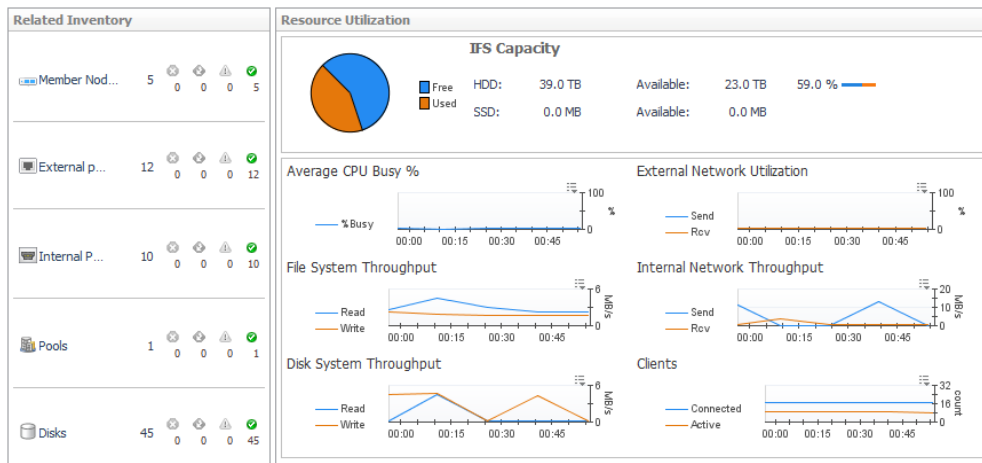 Related Inventory
Member Nod... 5 0 0 0 5
External p... 12 0 0 0 12
Internal P... 10 0 0 0 10
Pools 1 0 0 0 1
Disks 45 0 0 0 45
Resource Utilization
IFS Capacity
Free
Used
HDD: 39.0 TB Available: 23.0 TB 59.0 %
SSD: 0.0 MB Available: 0.0 MB
Average CPU Busy %
% Busy
100
%
0
00:00 00:15 00:30 00:45
External Network Utilization
Send
Rcv
100
%
0
00:00 00:15 00:30 00:45
File System Throughput
Read
Write
6
MB/s
0
00:00 00:15 00:30 00:45
Internal Network Throughput
Send
Rcv
20
10
MB/s
0
00:00 00:15 00:30 00:45
Disk System Throughput
Read
Write
6
MB/s
0
00:00 00:15 00:30 00:45
Clients
Connected
Active
32
16
count
0
00:00 00:15 00:30 00:45